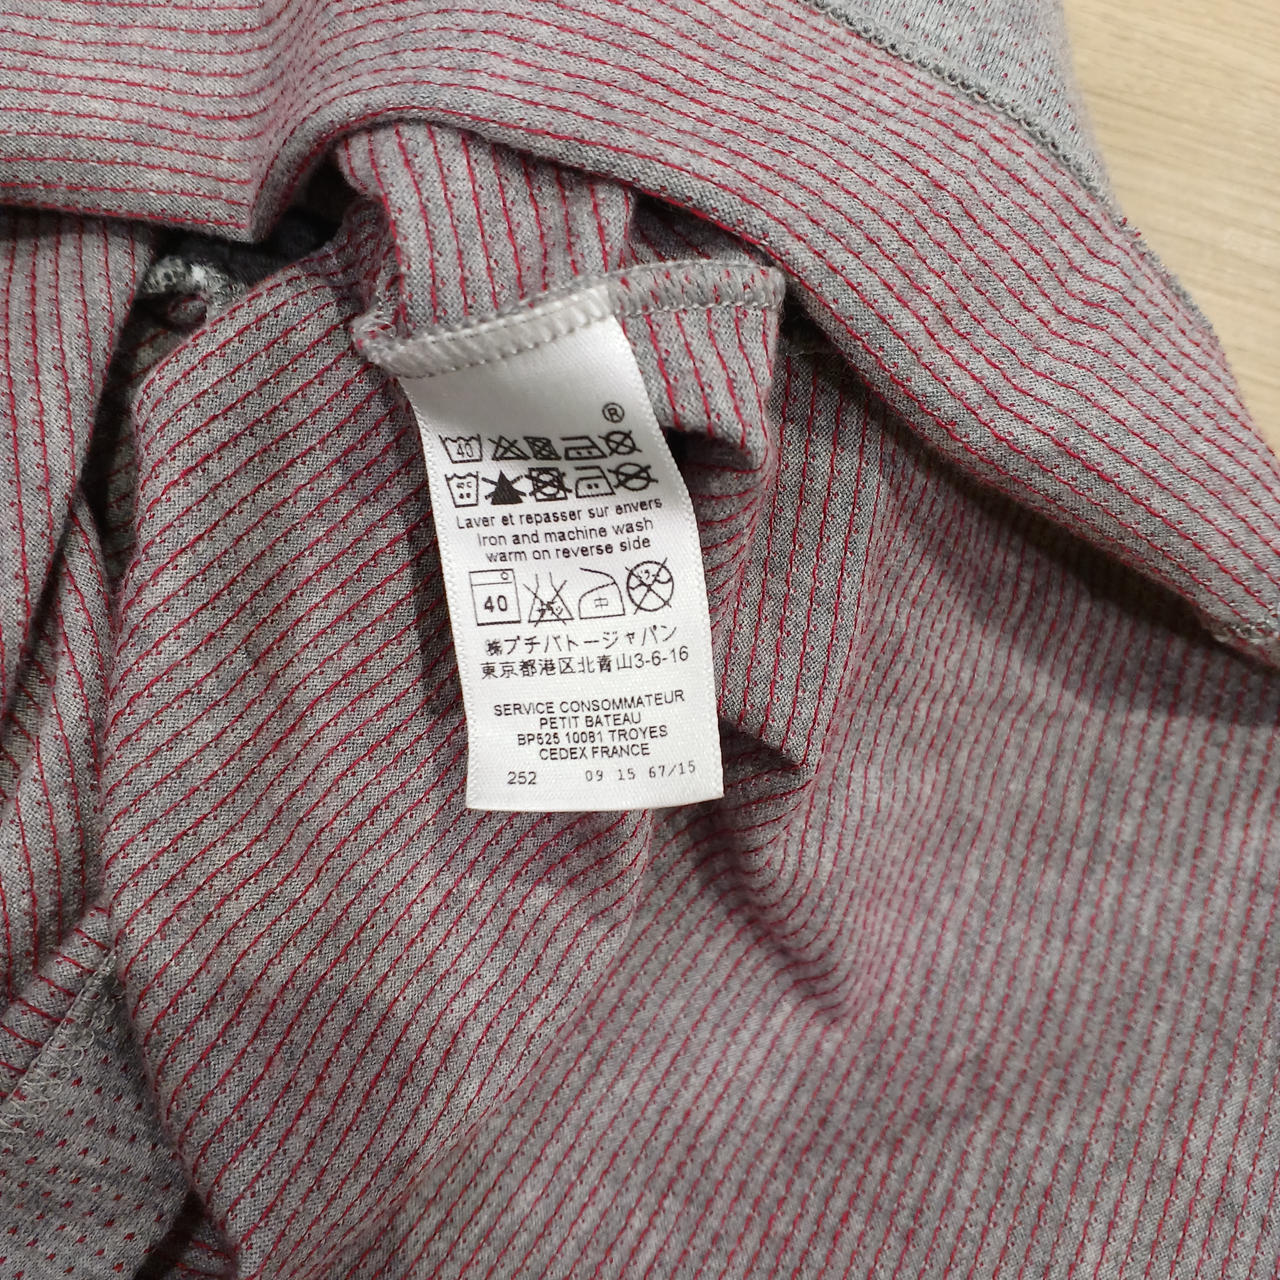 ®
40
Laver et repasser sur envers
Iron and machine wash
warm on reverse side
40
㈱プチバトージャパン
東京都港区北青山3-6-16
SERVICE CONSOMMATEUR
PETIT BATEAU
BP525 10081 TROYES
CEDEX FRANCE
252 09 15 67/15